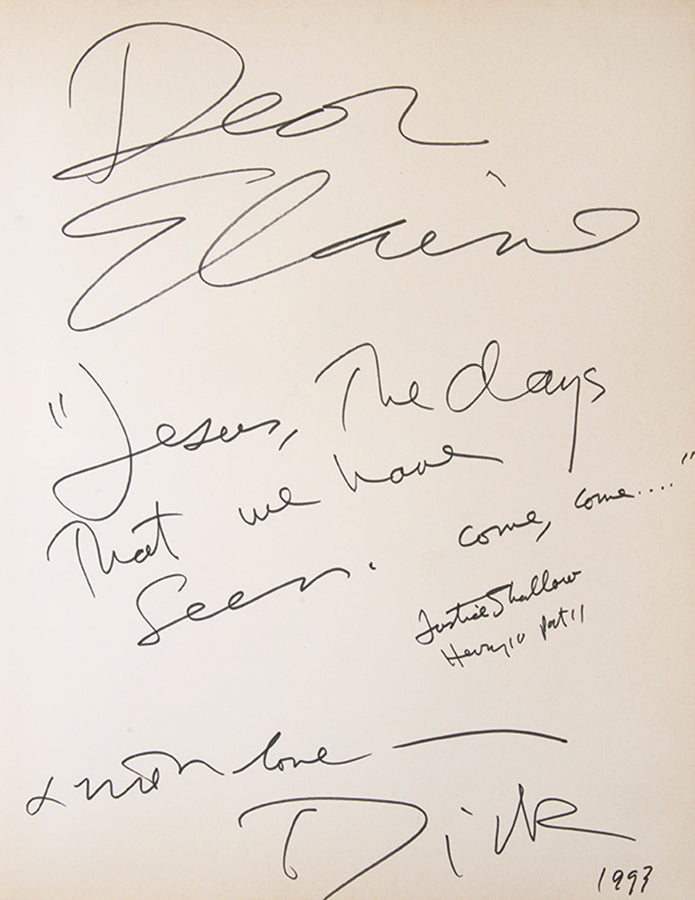 Dear
Elaine
"Jesus, The days
That we have
Seen. come, come...."
Justice Shallow
Henry IV Part II
& with love —
Dick
1993